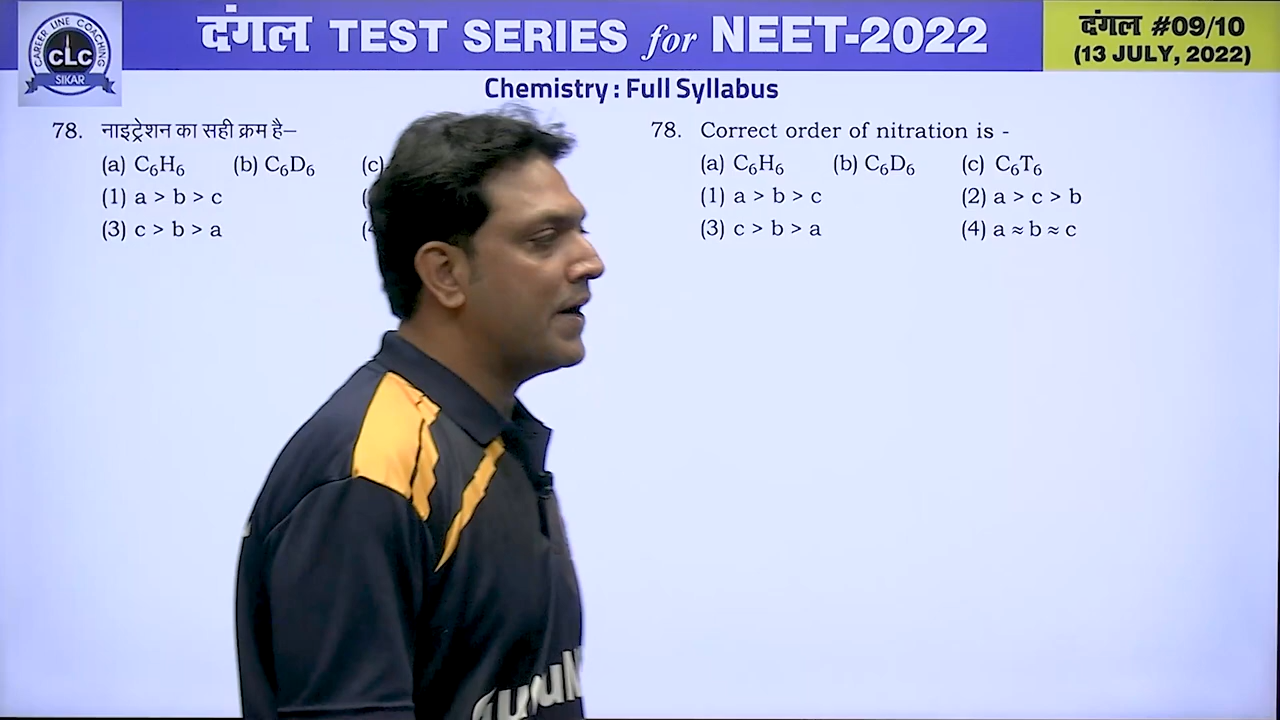 CAREER LINE COACHING
CLC
SIKAR
दंगल TEST SERIES for NEET-2022
दंगल #09/10
(13 JULY, 2022)
Chemistry : Full Syllabus
78. नाइट्रेशन का सही क्रम है–
(a) C₆H₆ (b) C₆D₆ (c)
(1) a > b > c
(3) c > b > a
78. Correct order of nitration is -
(a) C₆H₆ (b) C₆D₆ (c) C₆T₆
(1) a > b > c (2) a > c > b
(3) c > b > a (4) a ≈ b ≈ c